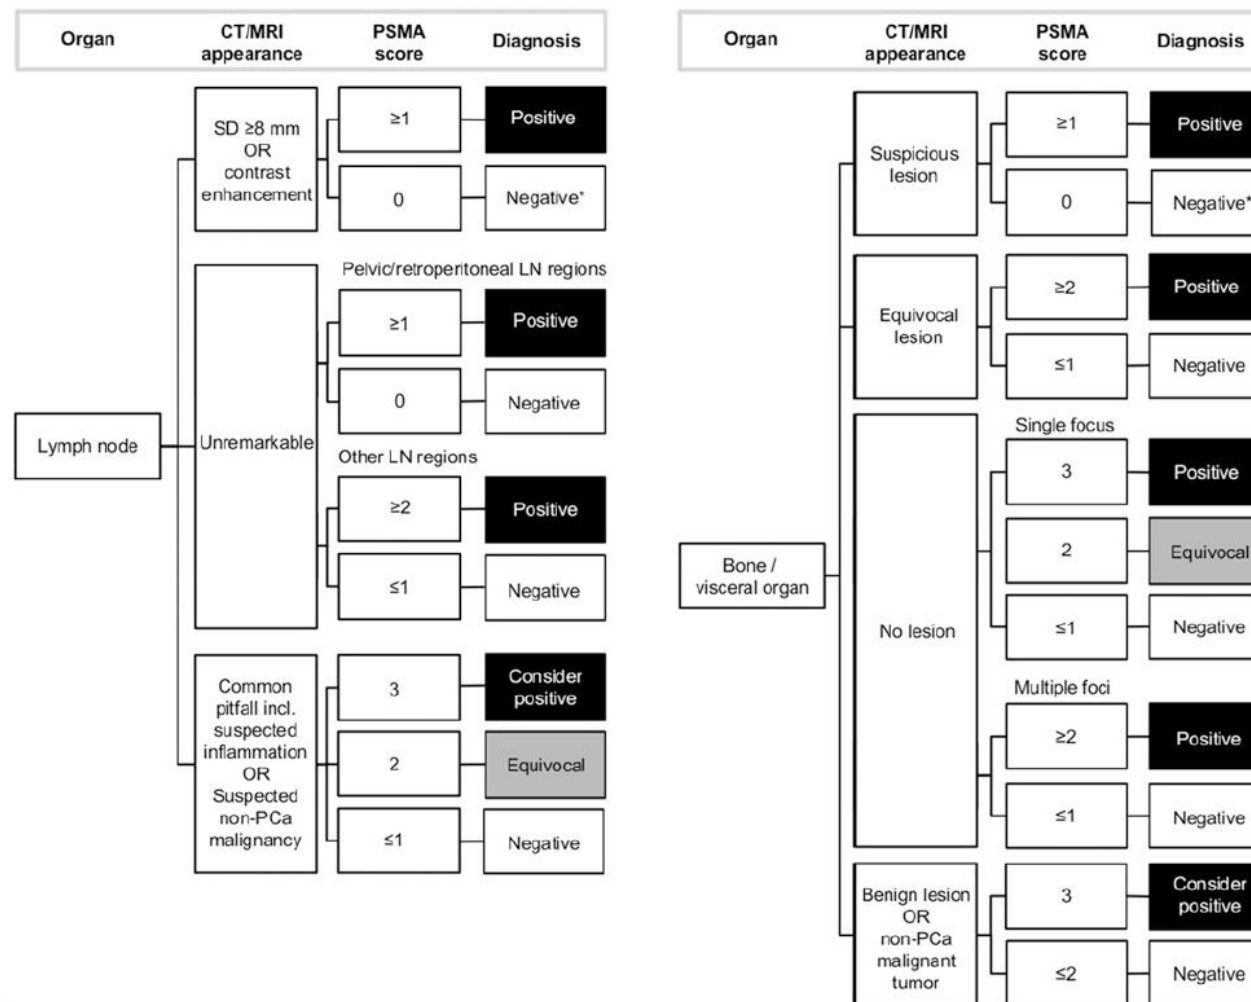 Organ
CT/MRI
appearance
PSMA
score
Diagnosis
Lymph node
SD ≥8 mm
OR
contrast
enhancement
≥1
Positive
0
Negative*
Unremarkable
Pelvic/retroperitoneal LN regions
≥1
Positive
0
Negative
Other LN regions
≥2
Positive
≤1
Negative
Common
pitfall incl.
suspected
inflammation
OR
Suspected
non-PCa
malignancy
3
Consider
positive
2
Equivocal
≤1
Negative
Organ
CT/MRI
appearance
PSMA
score
Diagnosis
Bone /
visceral organ
Suspicious
lesion
≥1
Positive
0
Negative*
Equivocal
lesion
≥2
Positive
≤1
Negative
No lesion
Single focus
3
Positive
2
Equivocal
≤1
Negative
Multiple foci
≥2
Positive
≤1
Negative
Benign lesion
OR
non-PCa
malignant
tumor
3
Consider
positive
≤2
Negative